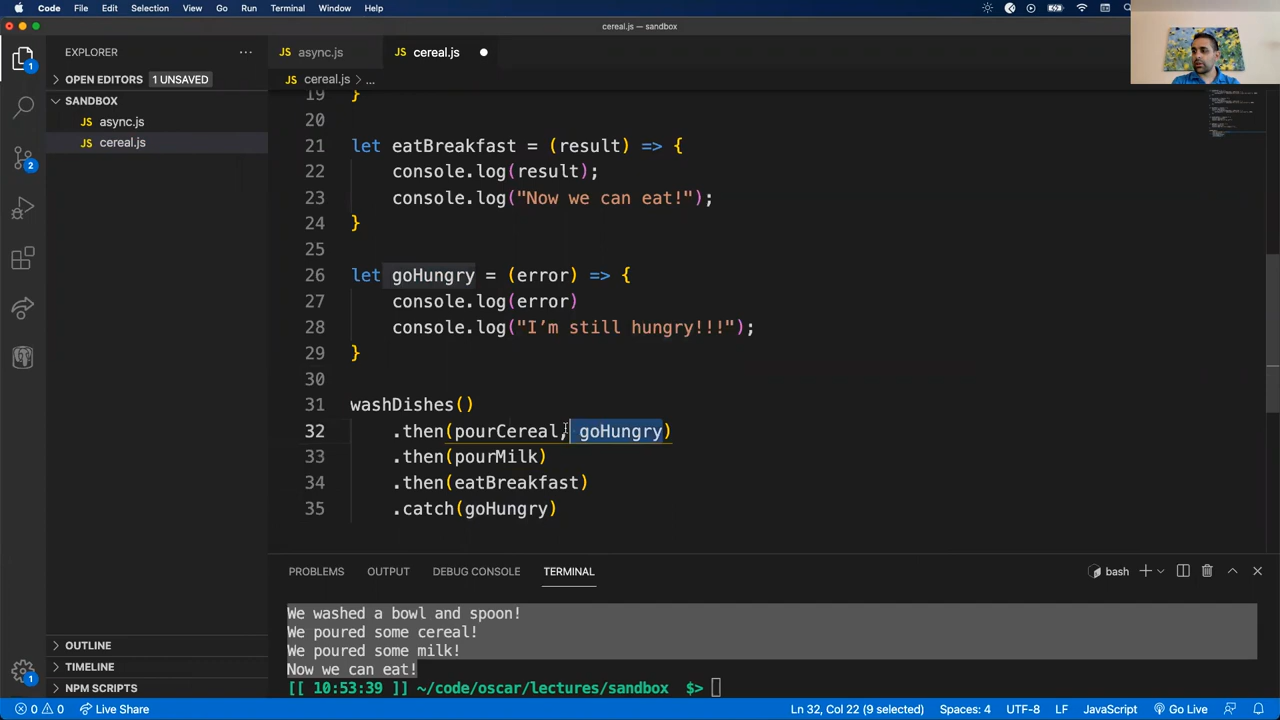 Code File Edit Selection View Go Run Terminal Window Help
cereal.js — sandbox
EXPLORER ···
async.js cereal.js
OPEN EDITORS 1 UNSAVED
cereal.js > ...
SANDBOX
async.js
cereal.js
19 }
20
21 let eatBreakfast = (result) => {
22 console.log(result);
23 console.log("Now we can eat!");
24 }
25
26 let goHungry = (error) => {
27 console.log(error)
28 console.log("I’m still hungry!!!");
29 }
30
31 washDishes()
32 .then(pourCereal, goHungry)
33 .then(pourMilk)
34 .then(eatBreakfast)
35 .catch(goHungry)
PROBLEMS OUTPUT DEBUG CONSOLE TERMINAL bash
We washed a bowl and spoon!
We poured some cereal!
We poured some milk!
Now we can eat!
[[ 10:53:39 ]] ~/code/oscar/lectures/sandbox $>
OUTLINE
TIMELINE
NPM SCRIPTS
1
2
1
0 0 Live Share Ln 32, Col 22 (9 selected) Spaces: 4 UTF-8 LF JavaScript Go Live